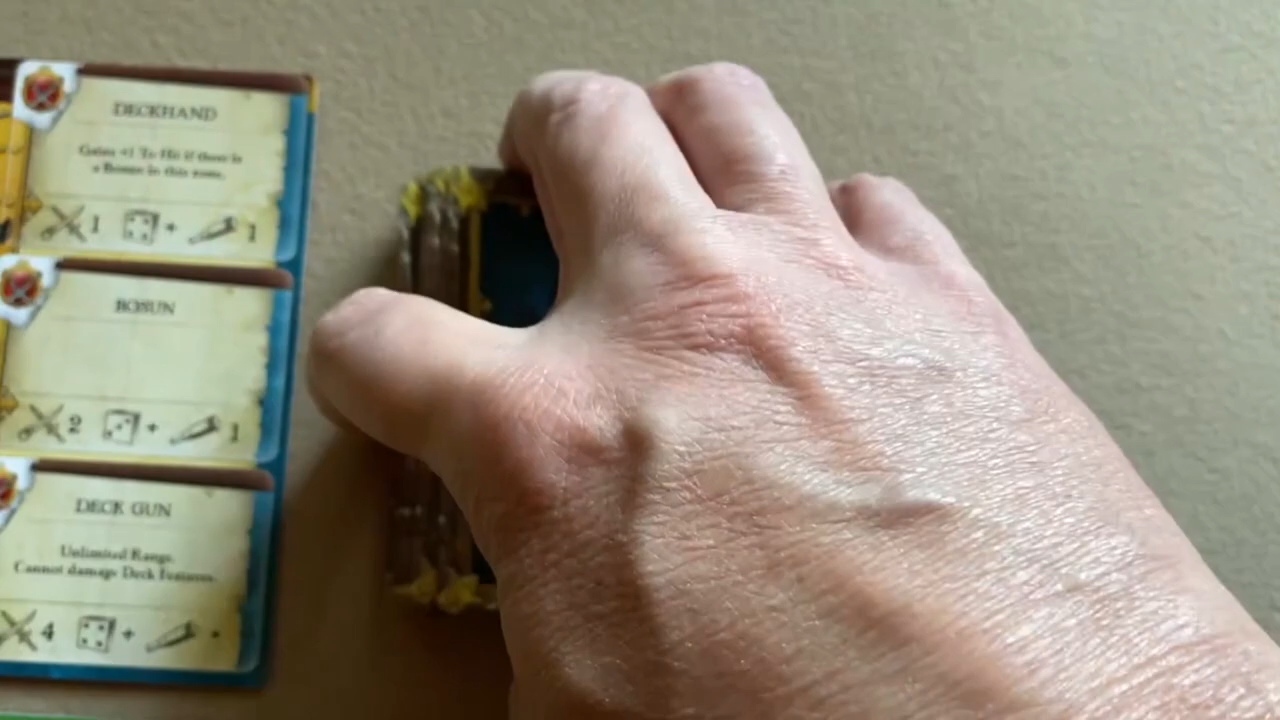 DECKHAND
Gains +1 To Hit if there is
a Bosun in this zone.
1 + 1
BOSUN
2 + 1
DECK GUN
Unlimited Range.
Cannot damage Deck Features.
4 +